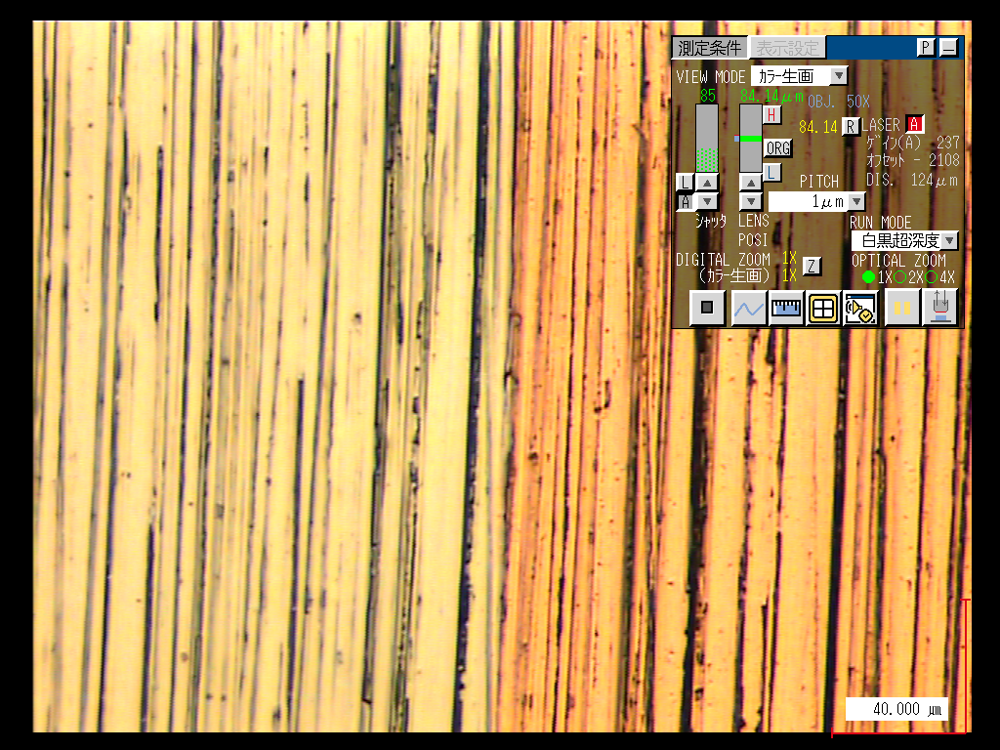 測定条件 表示設定 P
VIEW MODE ｶﾗｰ生画
85 84.14μm OBJ. 50X
H 84.14 R LASER A
ｹﾞｲﾝ(A) 237
ORG ｵﾌｾｯﾄ - 2108
L L PITCH DIS. 124μm
A 1μm
ｼｬｯﾀ LENS RUN MODE
POSI 白黒超深度
DIGITAL ZOOM 1X Z OPTICAL ZOOM
(ｶﾗｰ生画) 1X 1X 2X 4X
40.000 μm